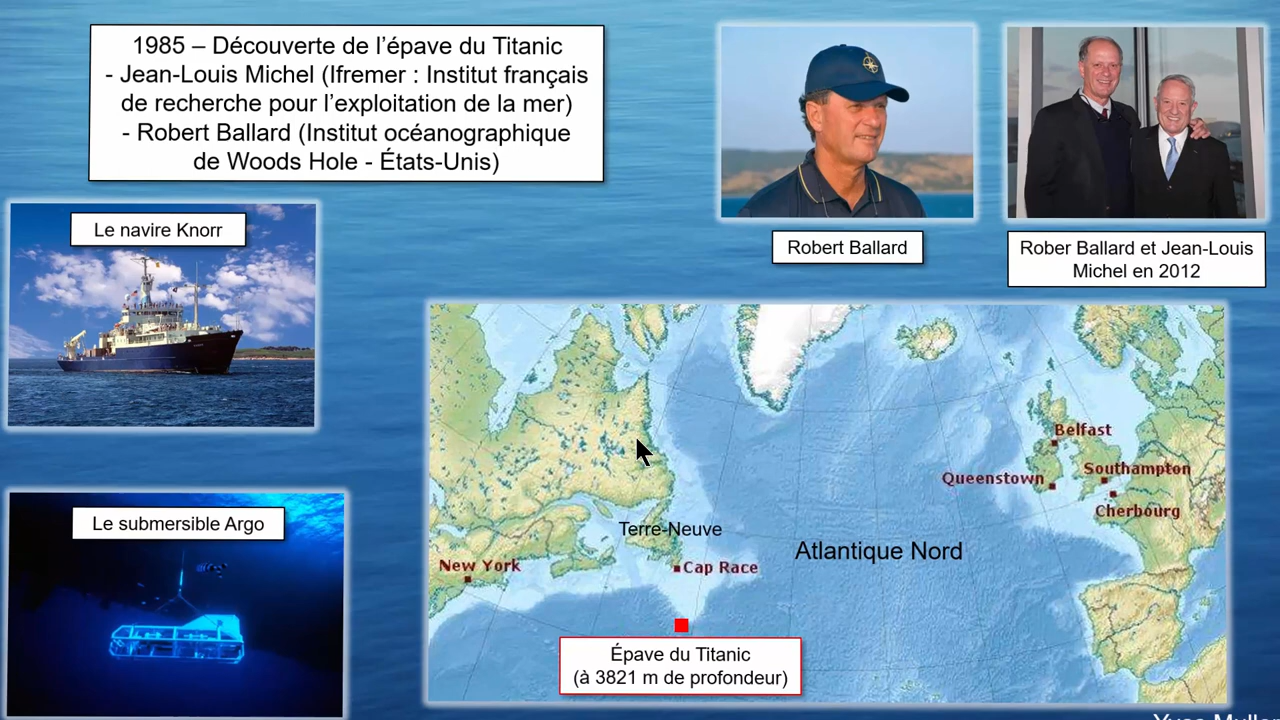 1985 – Découverte de l’épave du Titanic
- Jean-Louis Michel (Ifremer : Institut français
de recherche pour l’exploitation de la mer)
- Robert Ballard (Institut océanographique
de Woods Hole - États-Unis)
Robert Ballard
Rober Ballard et Jean-Louis
Michel en 2012
Le navire Knorr
Le submersible Argo
Belfast
Queenstown
Southampton
Cherbourg
Terre-Neuve
Atlantique Nord
New York
Cap Race
Épave du Titanic
(à 3821 m de profondeur)